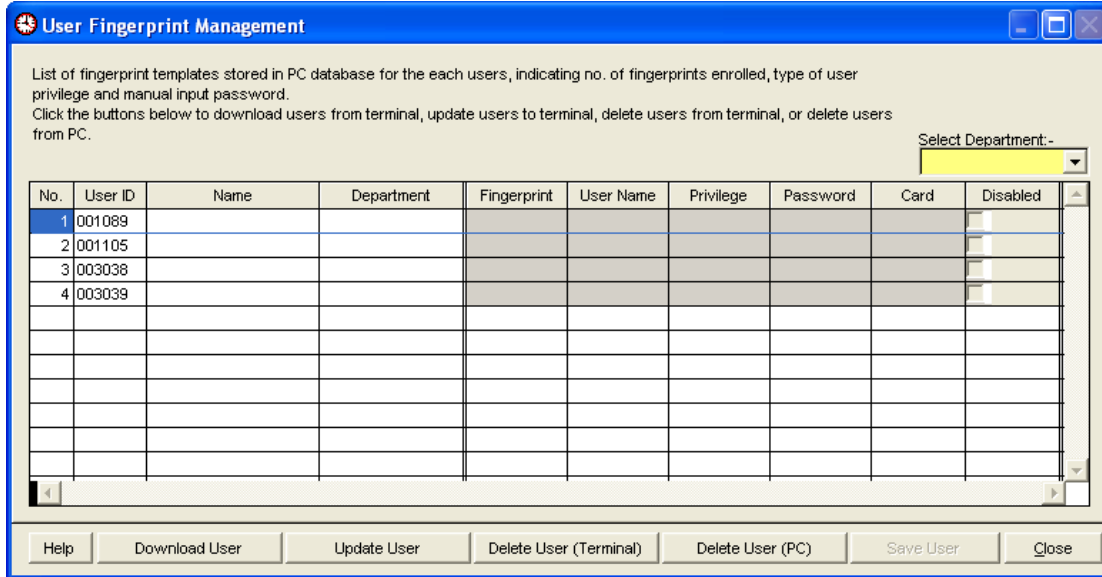 User Fingerprint Management
List of fingerprint templates stored in PC database for the each users, indicating no. of fingerprints enrolled, type of user
privilege and manual input password.
Click the buttons below to download users from terminal, update users to terminal, delete users from terminal, or delete users
from PC.
Select Department:-
No. User ID Name Department Fingerprint User Name Privilege Password Card Disabled
1 001089
2 001105
3 003038
4 003039
Help Download User Update User Delete User (Terminal) Delete User (PC) Save User Close